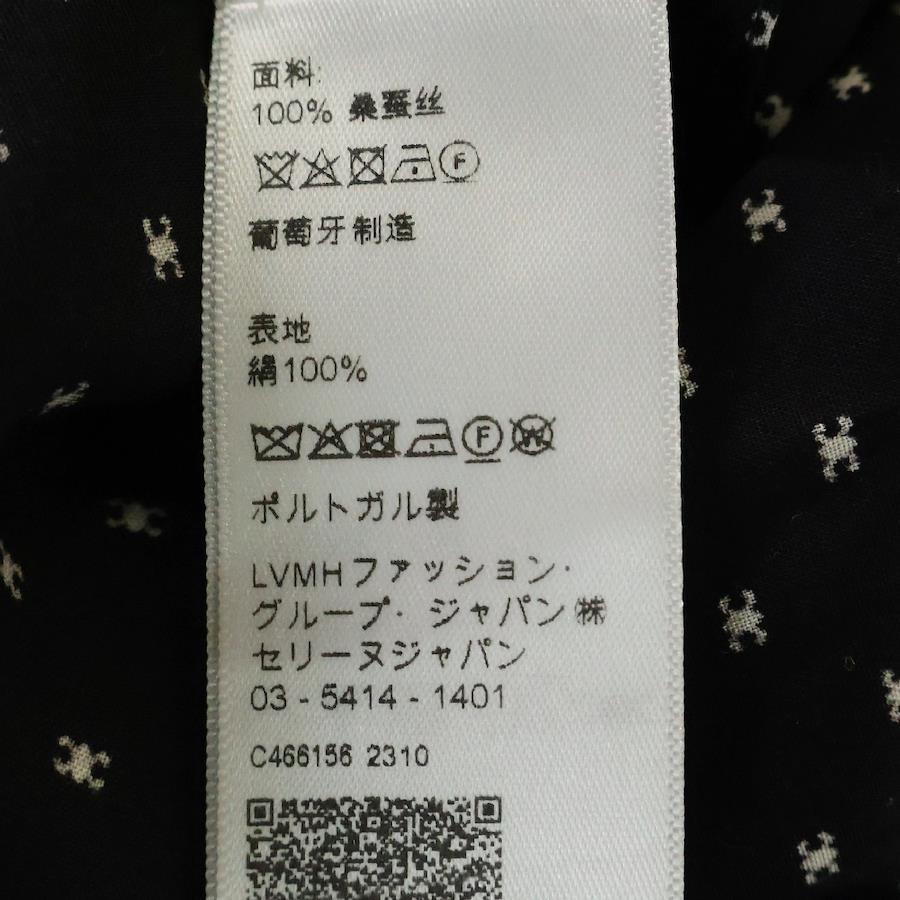 面料:
100% 桑蚕丝
F
葡萄牙制造
表地
絹100%
F W
ポルトガル製
LVMHファッション・
グループ・ジャパン㈱
セリーヌジャパン
03 - 5414 - 1401
C466156 2310